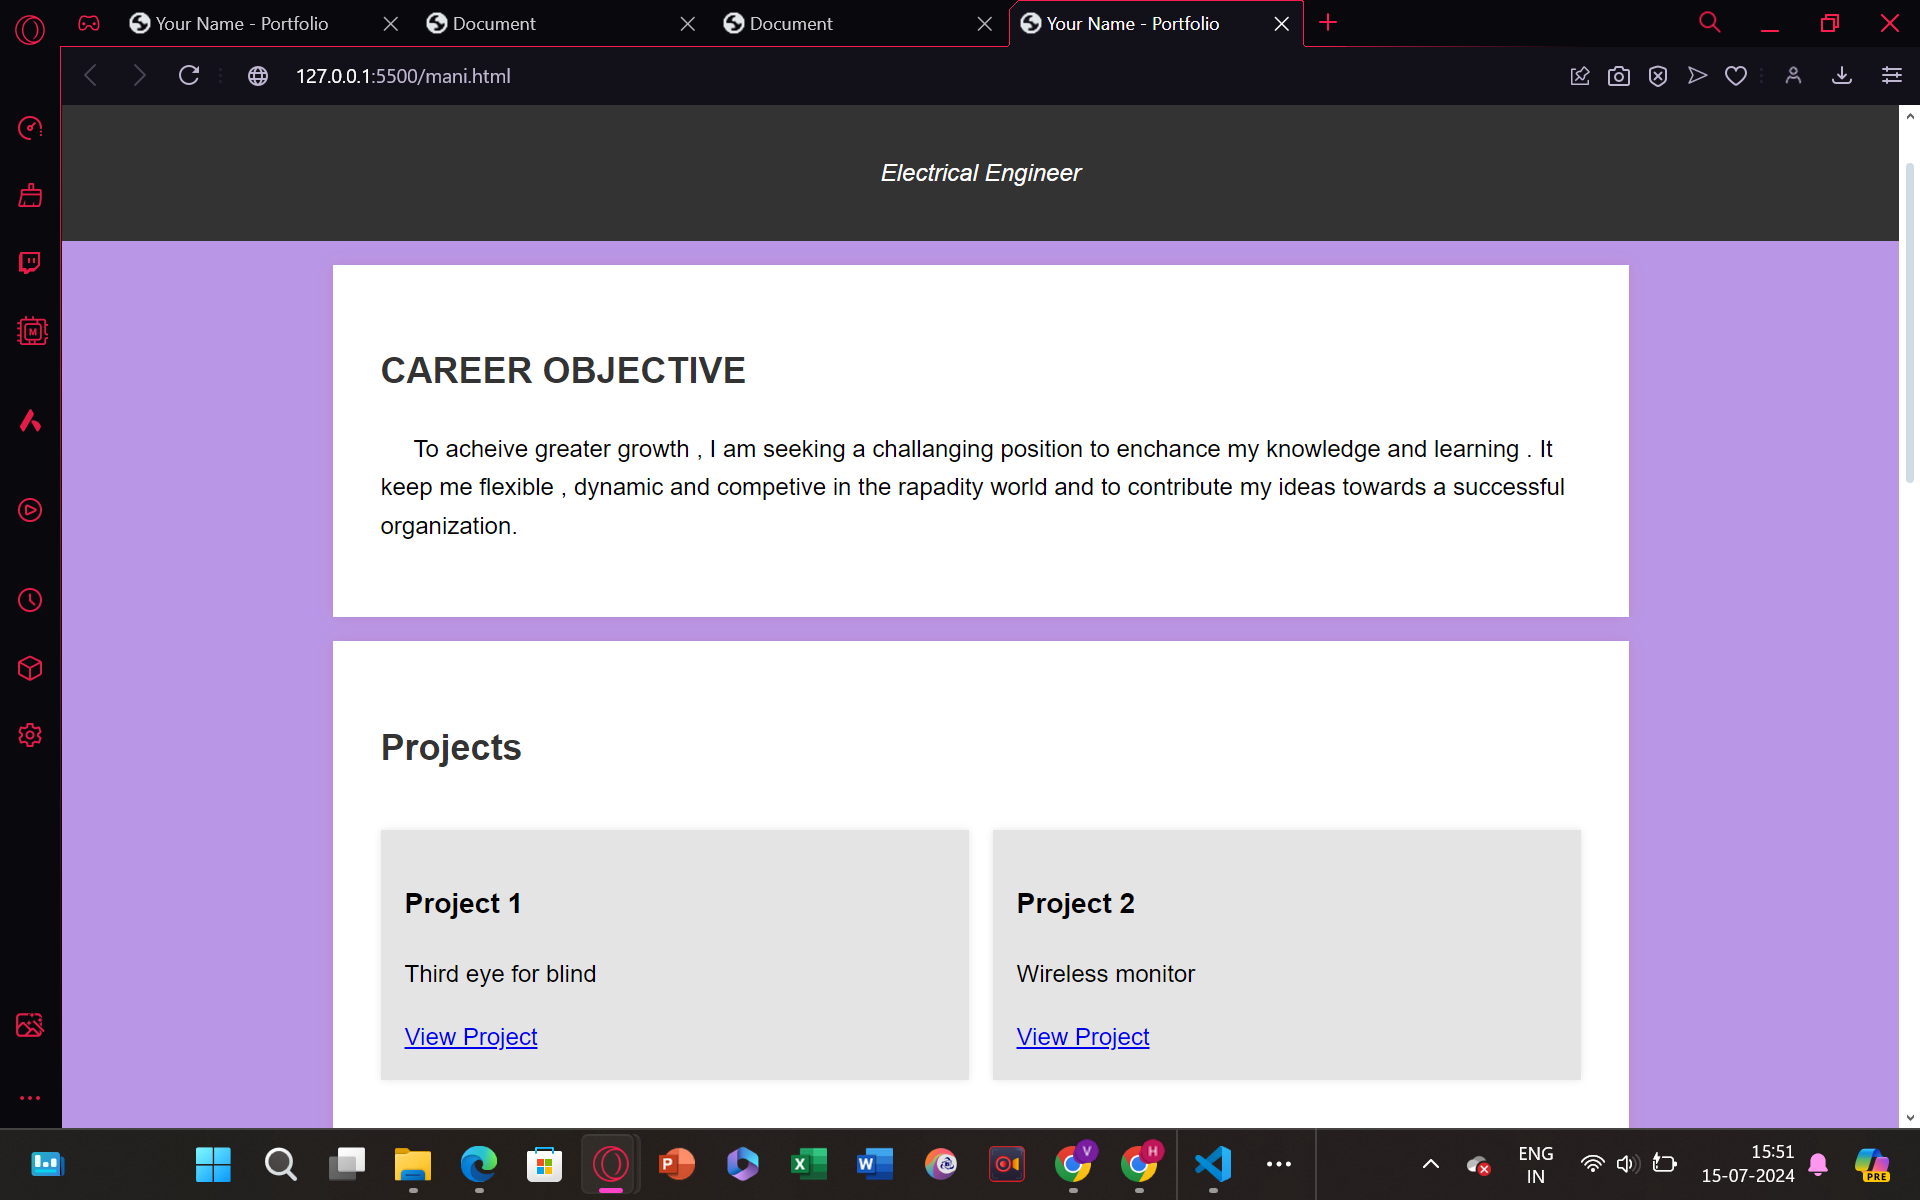 Your Name - Portfolio
Document
Document
Your Name - Portfolio
127.0.0.1:5500/mani.html
Electrical Engineer
CAREER OBJECTIVE
To acheive greater growth , I am seeking a challanging position to enchance my knowledge and learning . It
keep me flexible , dynamic and competive in the rapadity world and to contribute my ideas towards a successful
organization.
Projects
Project 1
Third eye for blind
View Project
Project 2
Wireless monitor
View Project
M
P
X
W
V
H
ENG
IN
15:51
15-07-2024
PRE